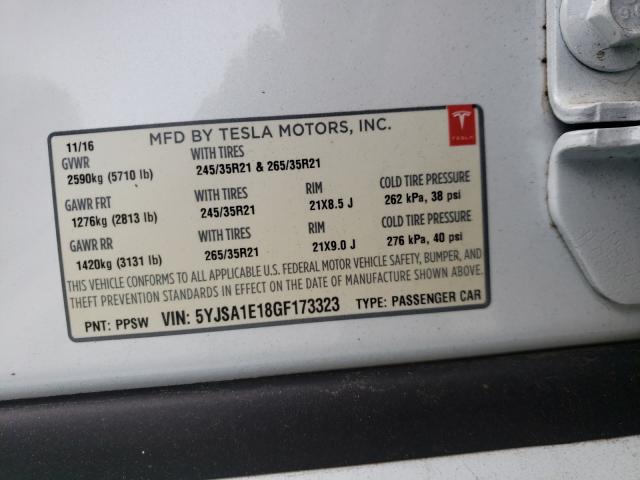 11/16 MFD BY TESLA MOTORS, INC.
TESLA
GVWR WITH TIRES
2590kg (5710 lb) 245/35R21 & 265/35R21
GAWR FRT WITH TIRES RIM COLD TIRE PRESSURE
1276kg (2813 lb) 245/35R21 21X8.5 J 262 kPa, 38 psi
GAWR RR WITH TIRES RIM COLD TIRE PRESSURE
1420kg (3131 lb) 265/35R21 21X9.0 J 276 kPa, 40 psi
THIS VEHICLE CONFORMS TO ALL APPLICABLE U.S. FEDERAL MOTOR VEHICLE SAFETY, BUMPER, AND
THEFT PREVENTION STANDARDS IN EFFECT ON THE DATE OF MANUFACTURE SHOWN ABOVE.
PNT: PPSW VIN: 5YJSA1E18GF173323 TYPE: PASSENGER CAR